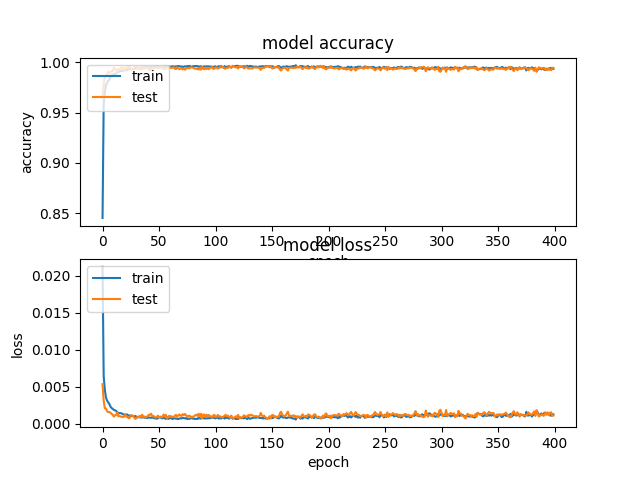 model accuracy
1.00
0.95
0.90
0.85
accuracy
train
test
0 50 100 150 200 250 300 350 400
epoch
model loss
0.020
0.015
0.010
0.005
0.000
loss
train
test
0 50 100 150 200 250 300 350 400
epoch